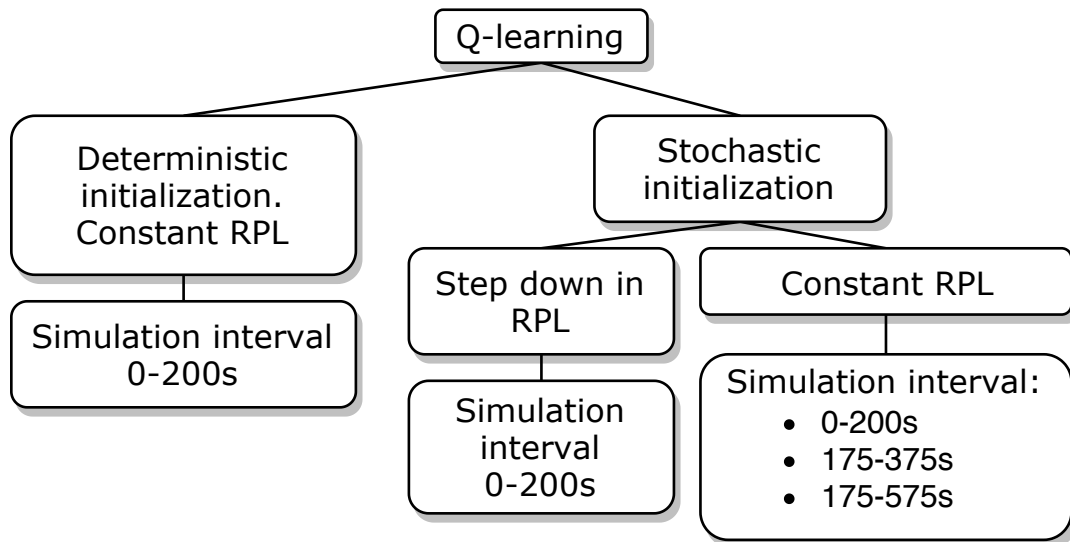 Q-learning
Deterministic
initialization.
Constant RPL
Stochastic
initialization
Simulation interval
0-200s
Step down in
RPL
Constant RPL
Simulation
interval
0-200s
Simulation interval:
• 0-200s
• 175-375s
• 175-575s